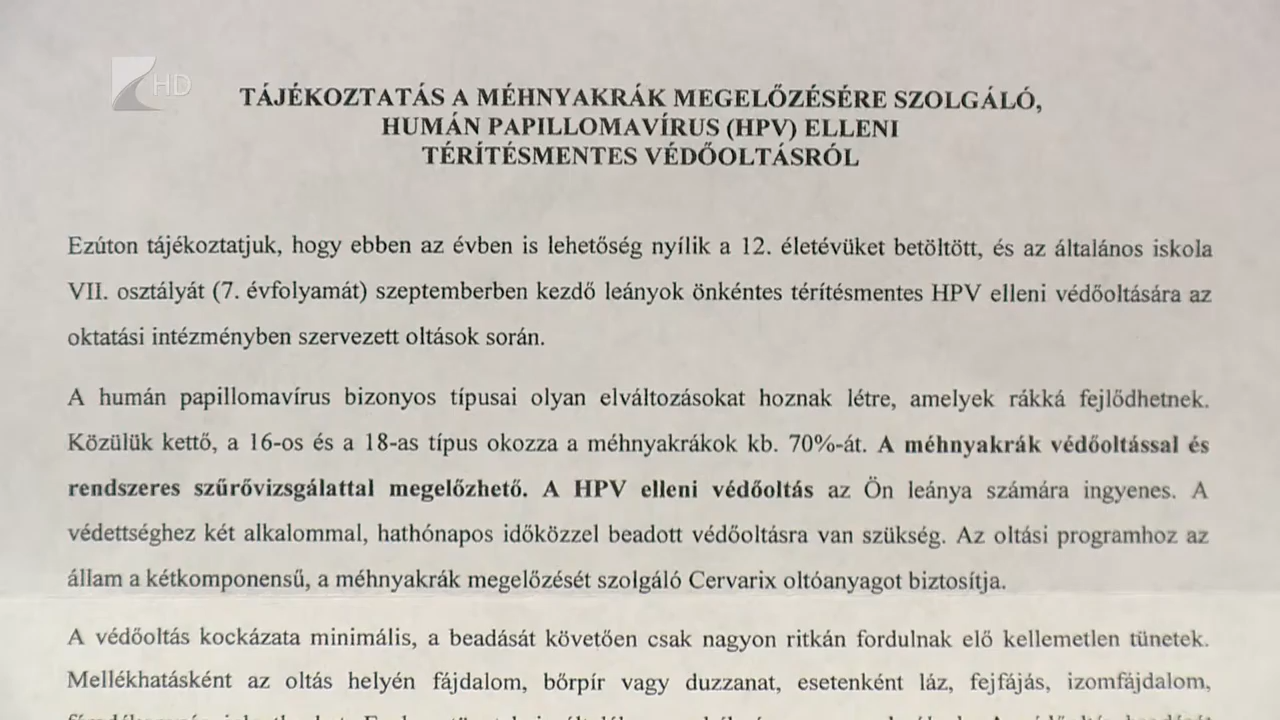 HD
TÁJÉKOZTATÁS A MÉHNYAKRÁK MEGELŐZÉSÉRE SZOLGÁLÓ,
HUMÁN PAPILLOMAVÍRUS (HPV) ELLENI
TÉRÍTÉSMENTES VÉDŐOLTÁSRÓL
Ezúton tájékoztatjuk, hogy ebben az évben is lehetőség nyílik a 12. életévüket betöltött, és az általános iskola
VII. osztályát (7. évfolyamát) szeptemberben kezdő leányok önkéntes térítésmentes HPV elleni védőoltására az
oktatási intézményben szervezett oltások során.
A humán papillomavírus bizonyos típusai olyan elváltozásokat hoznak létre, amelyek rákká fejlődhetnek.
Közülük kettő, a 16-os és a 18-as típus okozza a méhnyakrákok kb. 70%-át. A méhnyakrák védőoltással és
rendszeres szűrővizsgálattal megelőzhető. A HPV elleni védőoltás az Ön leánya számára ingyenes. A
védettséghez két alkalommal, hathónapos időközzel beadott védőoltásra van szükség. Az oltási programhoz az
állam a kétkomponensű, a méhnyakrák megelőzését szolgáló Cervarix oltóanyagot biztosítja.
A védőoltás kockázata minimális, a beadását követően csak nagyon ritkán fordulnak elő kellemetlen tünetek.
Mellékhatásként az oltás helyén fájdalom, bőrpír vagy duzzanat, esetenként láz, fejfájás, izomfájdalom,